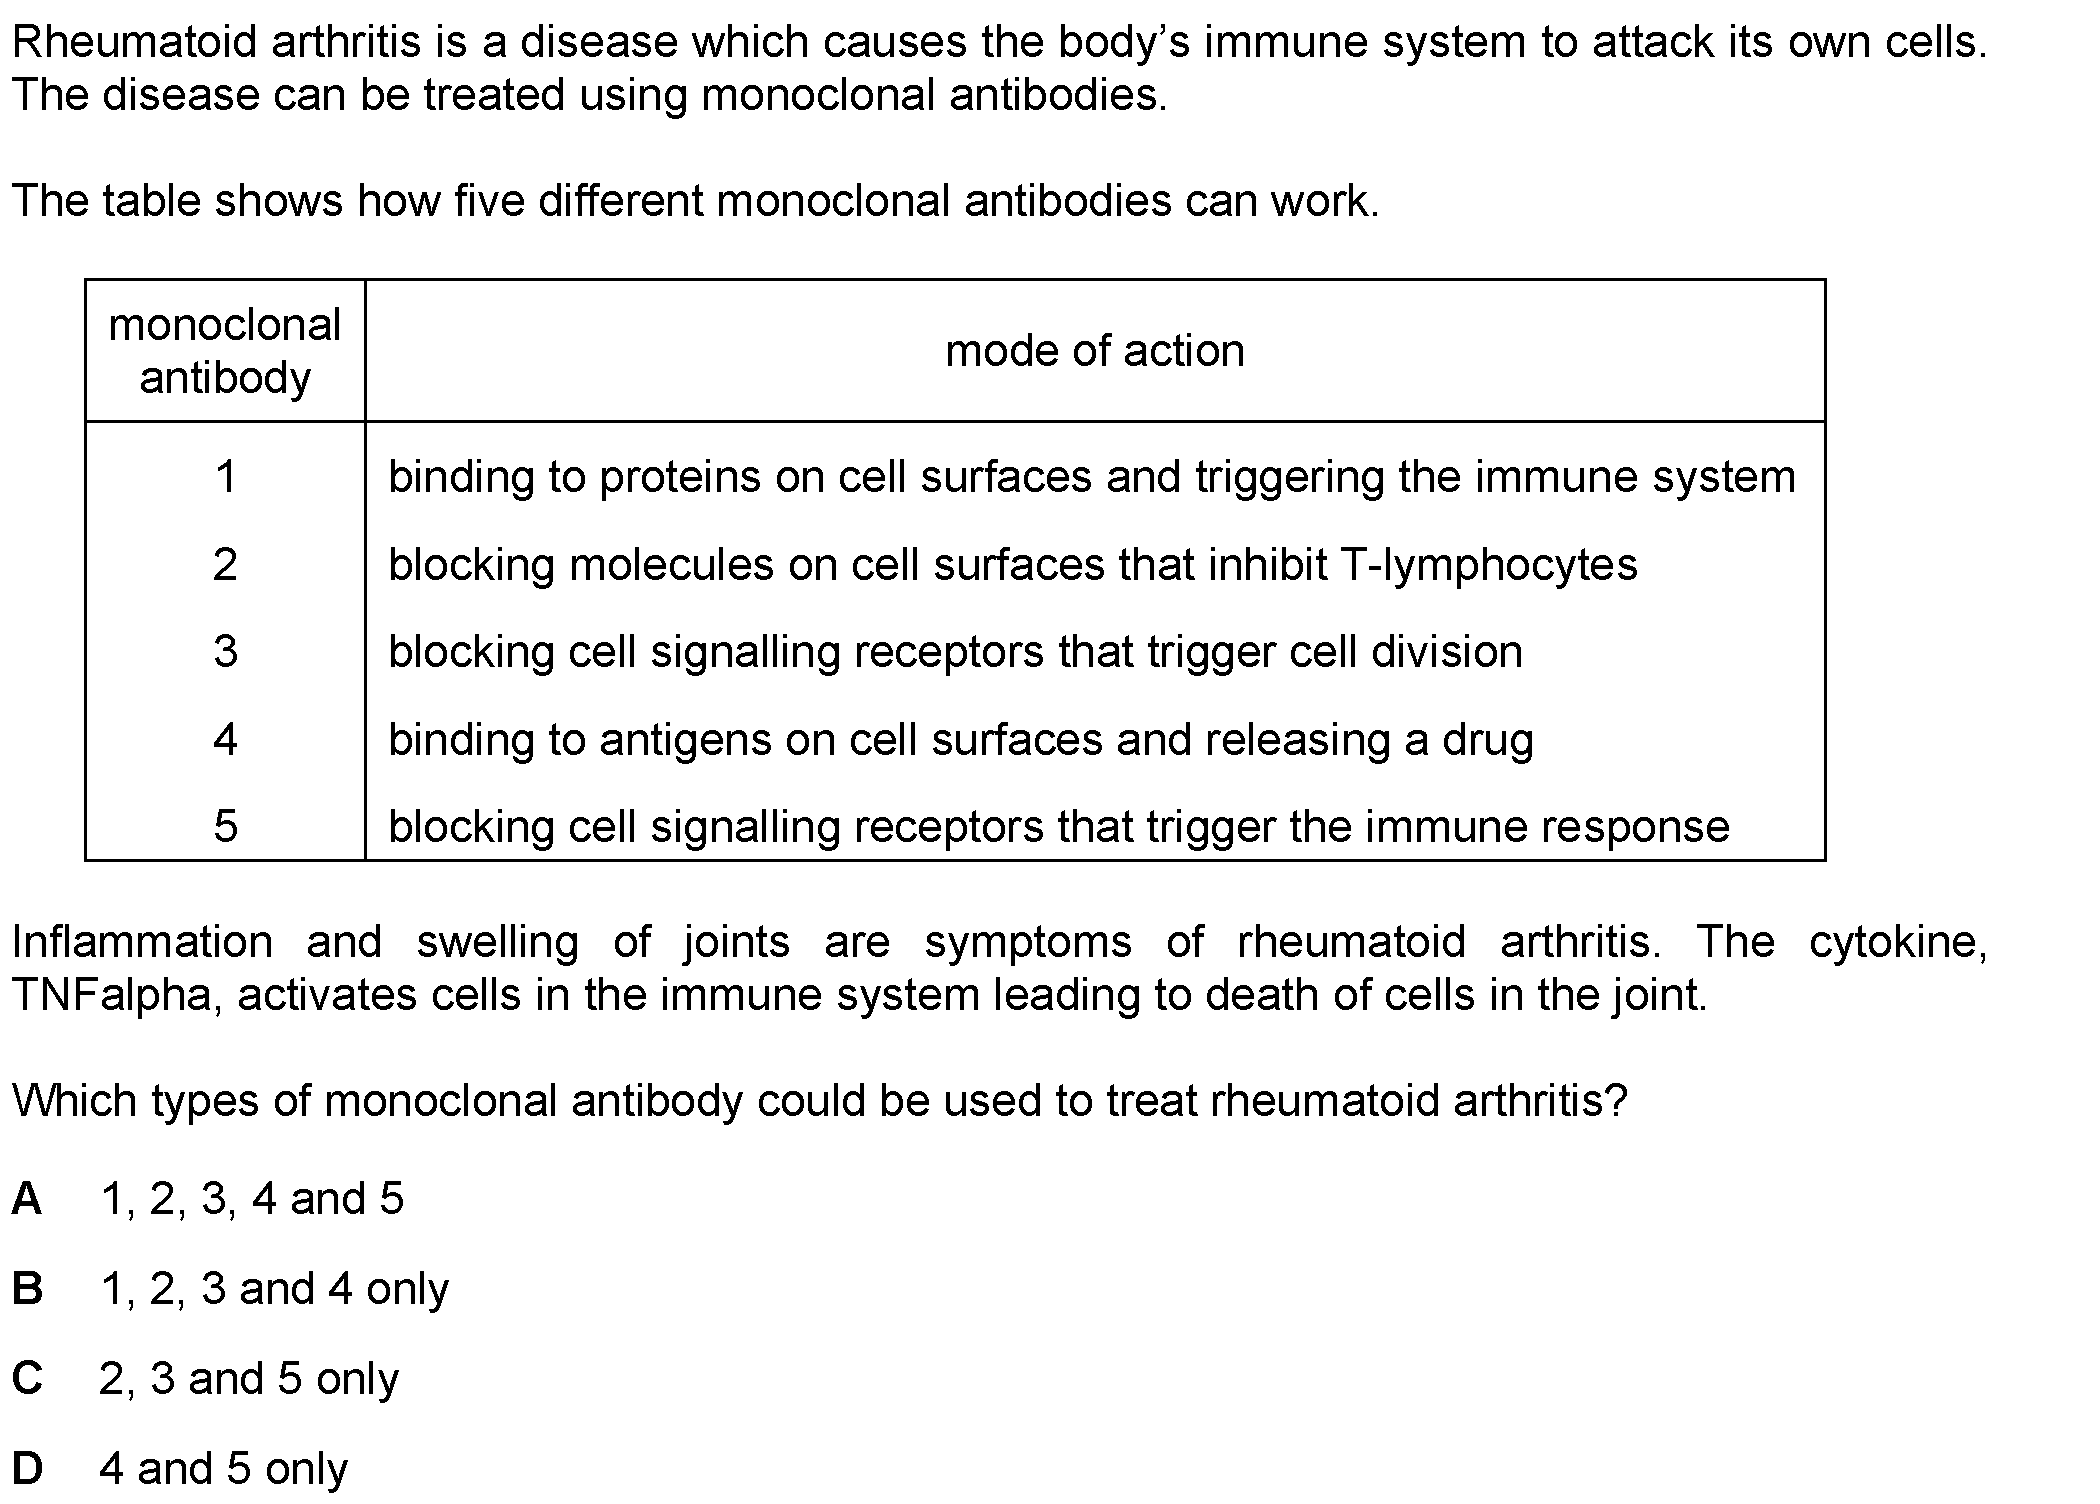 Rheumatoid arthritis is a disease which causes the body’s immune system to attack its own cells.
The disease can be treated using monoclonal antibodies.
The table shows how five different monoclonal antibodies can work.
monoclonal
antibody
mode of action
1 binding to proteins on cell surfaces and triggering the immune system
2 blocking molecules on cell surfaces that inhibit T-lymphocytes
3 blocking cell signalling receptors that trigger cell division
4 binding to antigens on cell surfaces and releasing a drug
5 blocking cell signalling receptors that trigger the immune response
Inflammation and swelling of joints are symptoms of rheumatoid arthritis. The cytokine,
TNFalpha, activates cells in the immune system leading to death of cells in the joint.
Which types of monoclonal antibody could be used to treat rheumatoid arthritis?
A 1, 2, 3, 4 and 5
B 1, 2, 3 and 4 only
C 2, 3 and 5 only
D 4 and 5 only